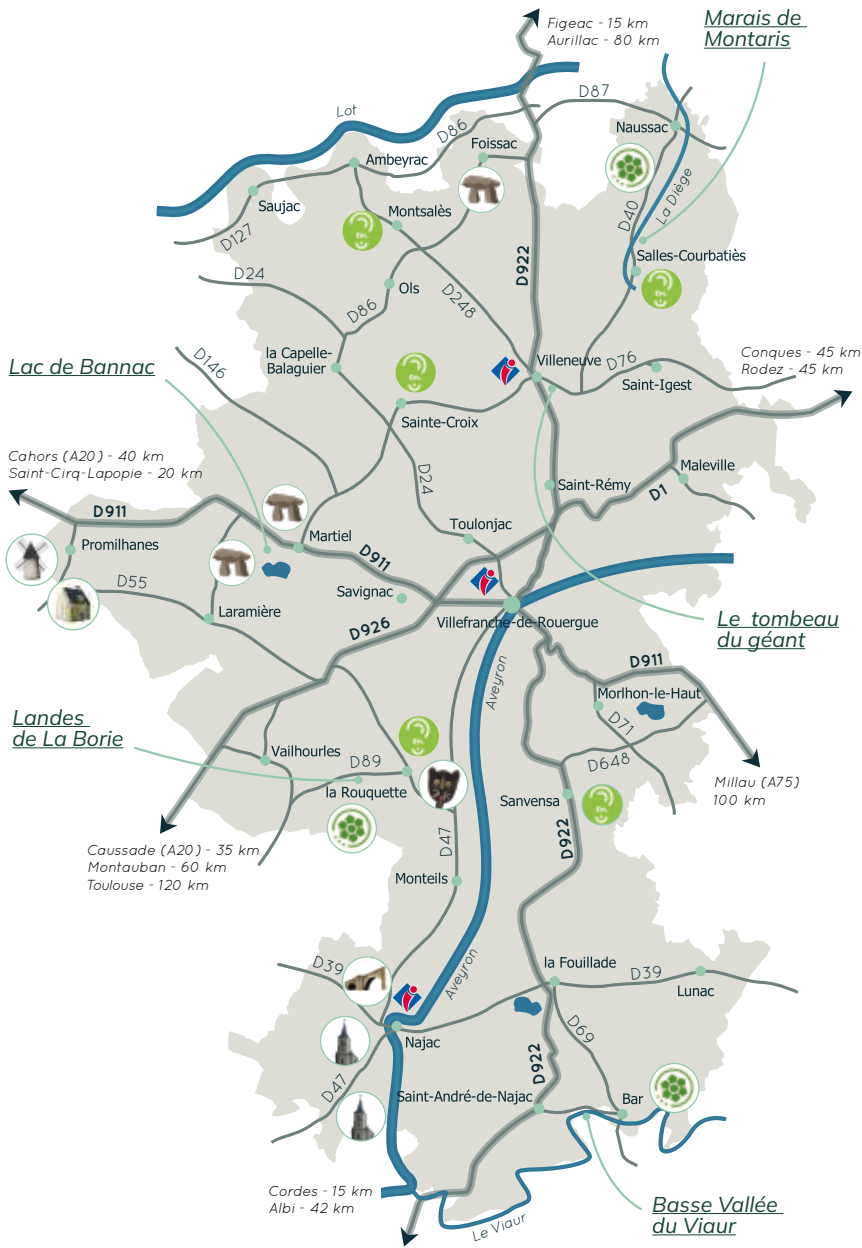 Figeac - 15 km
Aurillac - 80 km
Marais de
Montaris
D87
Lot
D86
Foissac
Naussac
Ambeyrac
La Diège
Saujac
Montsalès
D40
D127
Salles-Courbatiès
D922
D24
Ols
D248
D86
la Capelle-
Balaguier
Villeneuve
D76
Conques - 45 km
Rodez - 45 km
Lac de Bannac
D146
Saint-Igest
Sainte-Croix
Cahors (A20) - 40 km
Saint-Cirq-Lapopie - 20 km
D24
Saint-Rémy
D1
Maleville
D911
Promilhanes
Martiel
Toulonjac
D911
D55
Savignac
Laramière
D926
Villefranche-de-Rouergue
Le tombeau
du géant
Aveyron
D911
Morlhon-le-Haut
D71
Landes
de La Borie
Vailhourles
D89
la Rouquette
D648
Sanvensa
Millau (A75)
100 km
D922
D47
Caussade (A20) - 35 km
Montauban - 60 km
Toulouse - 120 km
Monteils
D39
Aveyron
la Fouillade
D39
Lunac
Najac
D69
D47
D922
Saint-André-de-Najac
Bar
Cordes - 15 km
Albi - 42 km
Le Viaur
Basse Vallée
du Viaur